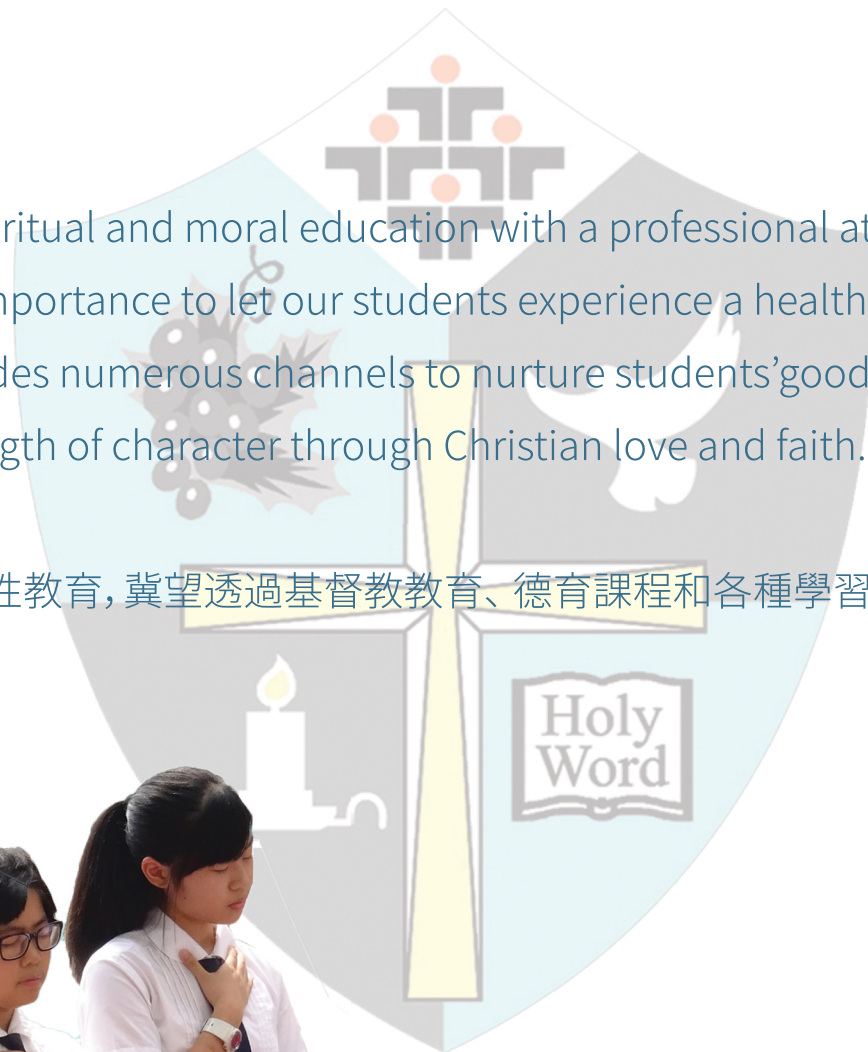 ritual and moral education with a professional at
mportance to let our students experience a health
des numerous channels to nurture students’good
gth of character through Christian love and faith.
性教育，冀望透過基督教教育、德育課程和各種學習
Holy
Word